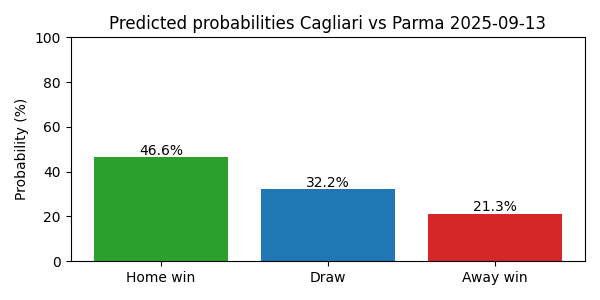 Predicted probabilities Cagliari vs Parma 2025-09-13
Probability (%)
100
80
60
40
20
0
46.6%
32.2%
21.3%
Home win
Draw
Away win